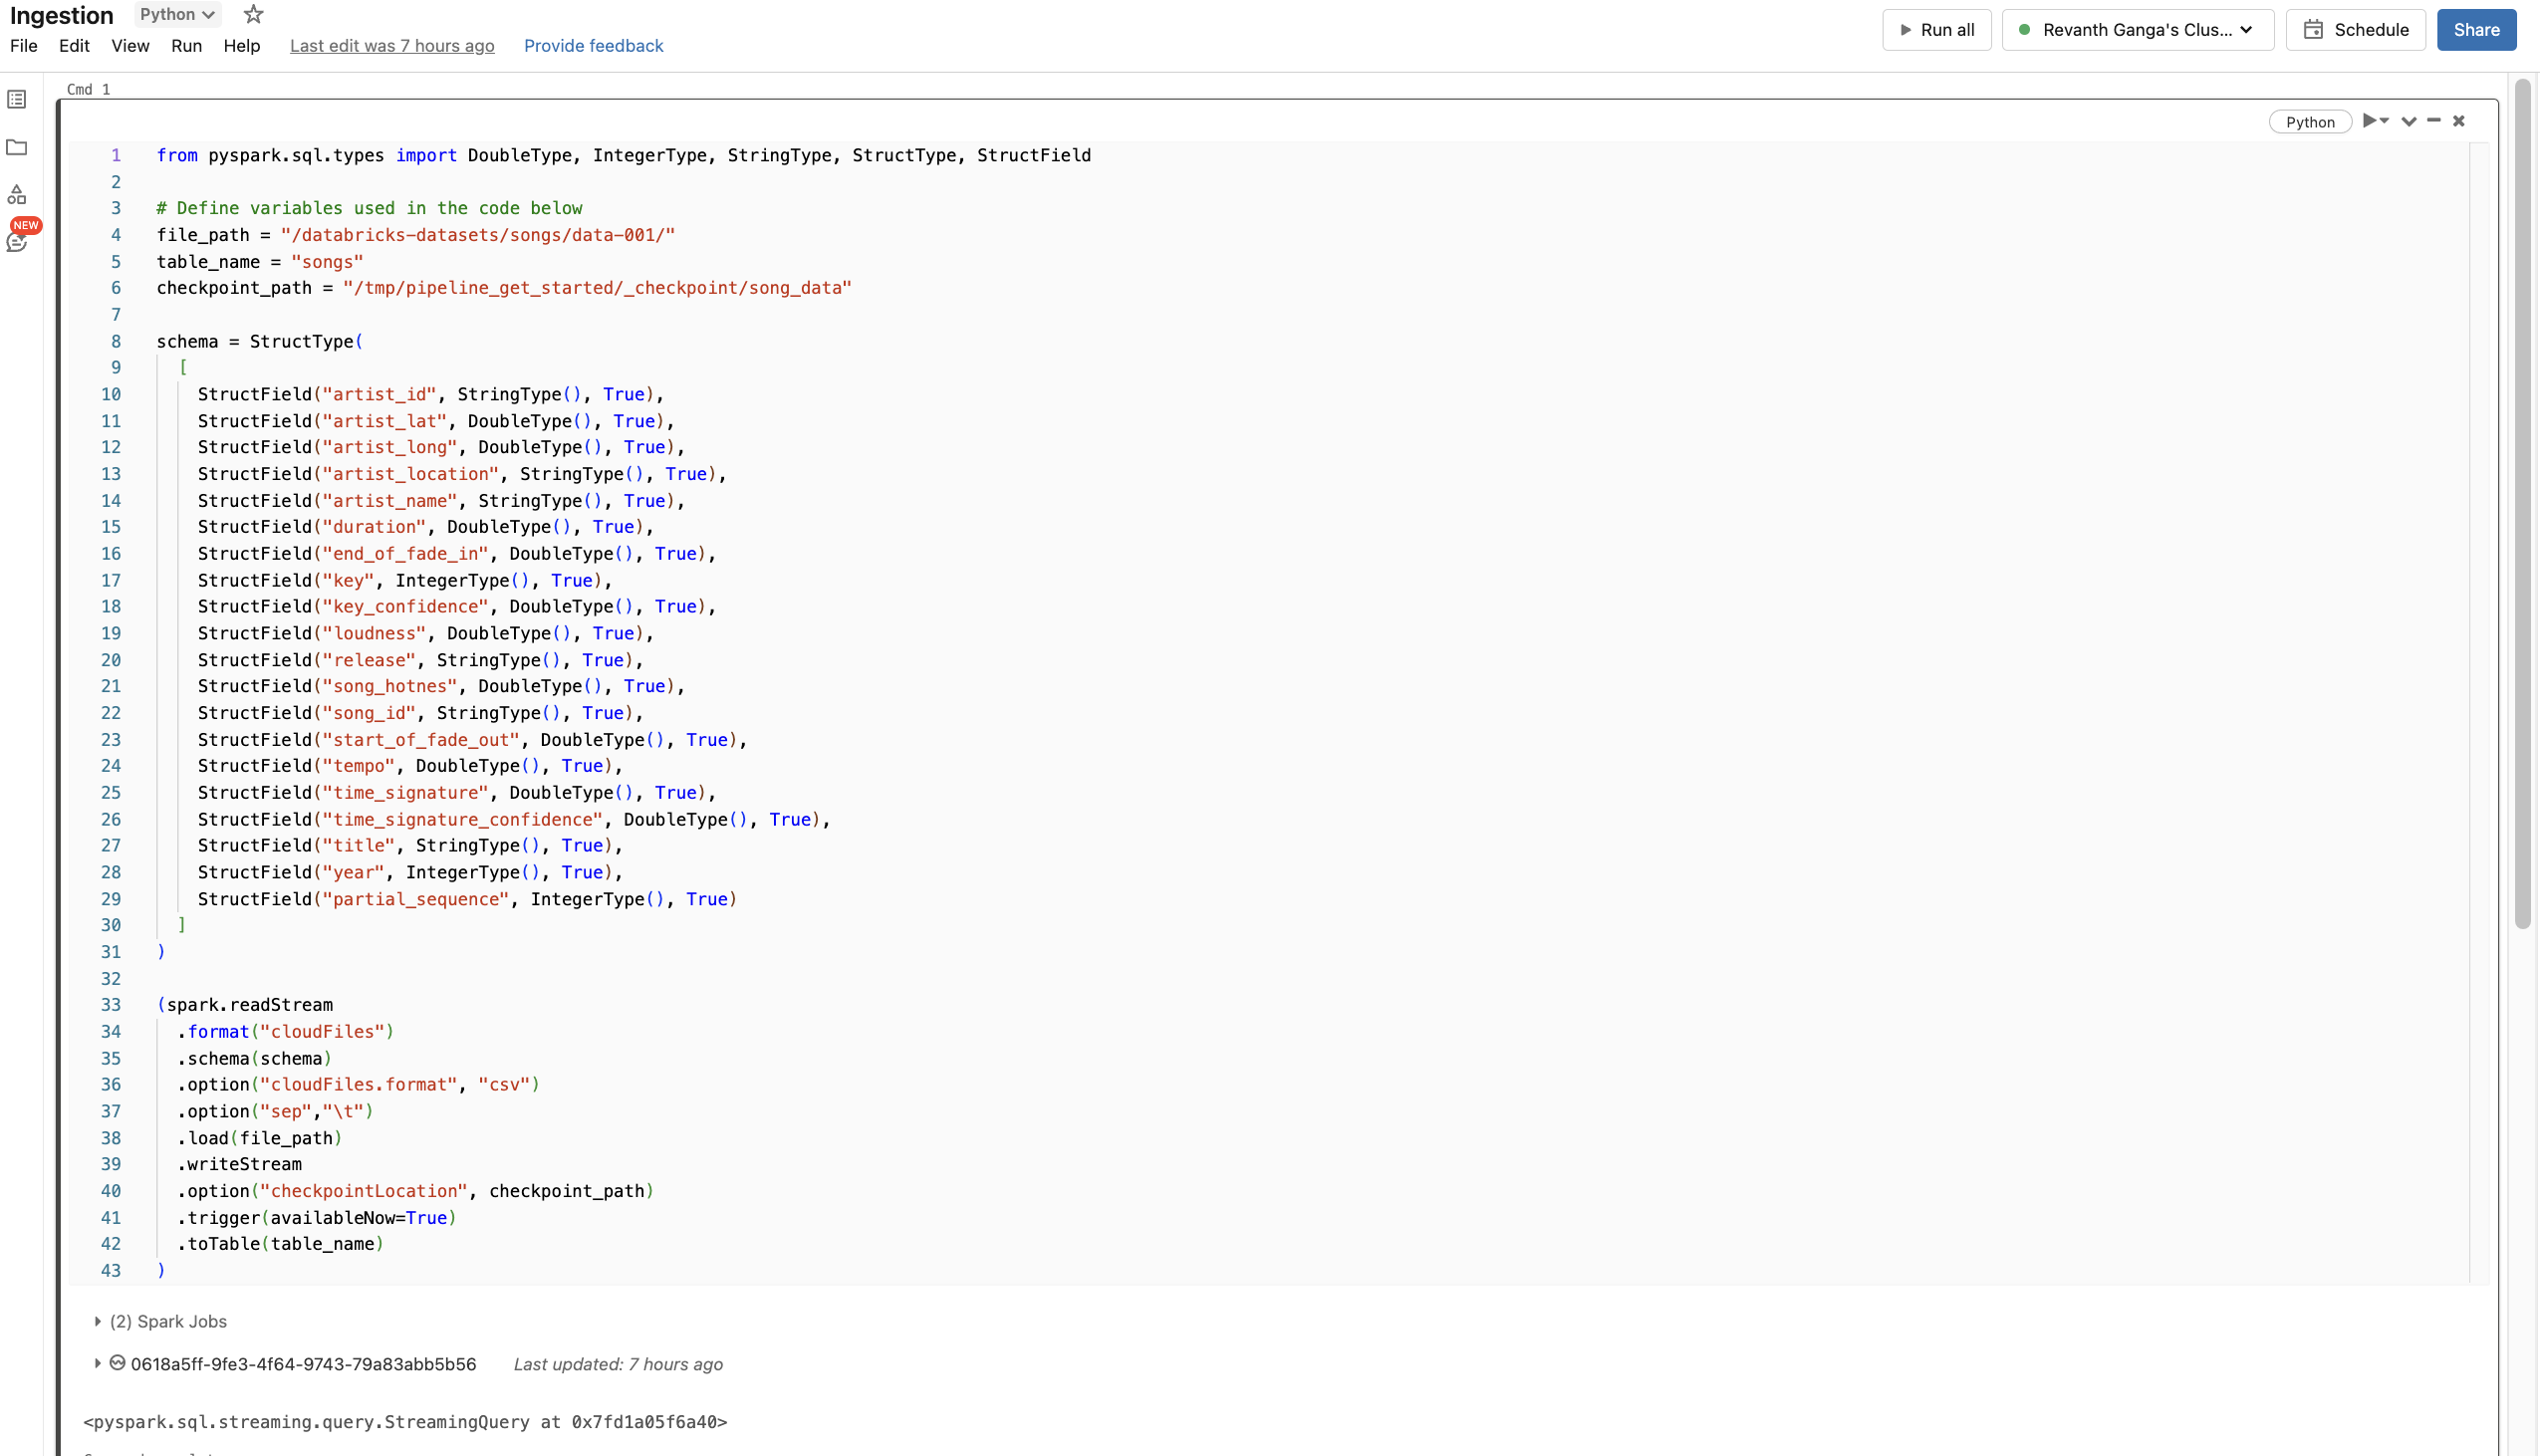 Ingestion Python
File Edit View Run Help Last edit was 7 hours ago Provide feedback
Run all Revanth Ganga's Clus... Schedule Share
NEW
Cmd 1
Python
1 from pyspark.sql.types import DoubleType, IntegerType, StringType, StructType, StructField
2
3 # Define variables used in the code below
4 file_path = "/databricks-datasets/songs/data-001/"
5 table_name = "songs"
6 checkpoint_path = "/tmp/pipeline_get_started/_checkpoint/song_data"
7
8 schema = StructType(
9   [
10     StructField("artist_id", StringType(), True),
11     StructField("artist_lat", DoubleType(), True),
12     StructField("artist_long", DoubleType(), True),
13     StructField("artist_location", StringType(), True),
14     StructField("artist_name", StringType(), True),
15     StructField("duration", DoubleType(), True),
16     StructField("end_of_fade_in", DoubleType(), True),
17     StructField("key", IntegerType(), True),
18     StructField("key_confidence", DoubleType(), True),
19     StructField("loudness", DoubleType(), True),
20     StructField("release", StringType(), True),
21     StructField("song_hotnes", DoubleType(), True),
22     StructField("song_id", StringType(), True),
23     StructField("start_of_fade_out", DoubleType(), True),
24     StructField("tempo", DoubleType(), True),
25     StructField("time_signature", DoubleType(), True),
26     StructField("time_signature_confidence", DoubleType(), True),
27     StructField("title", StringType(), True),
28     StructField("year", IntegerType(), True),
29     StructField("partial_sequence", IntegerType(), True)
30   ]
31 )
32
33 (spark.readStream
34   .format("cloudFiles")
35   .schema(schema)
36   .option("cloudFiles.format", "csv")
37   .option("sep","\t")
38   .load(file_path)
39   .writeStream
40   .option("checkpointLocation", checkpoint_path)
41   .trigger(availableNow=True)
42   .toTable(table_name)
43 )
(2) Spark Jobs
0618a5ff-9fe3-4f64-9743-79a83abb5b56 Last updated: 7 hours ago
<pyspark.sql.streaming.query.StreamingQuery at 0x7fd1a05f6a40>